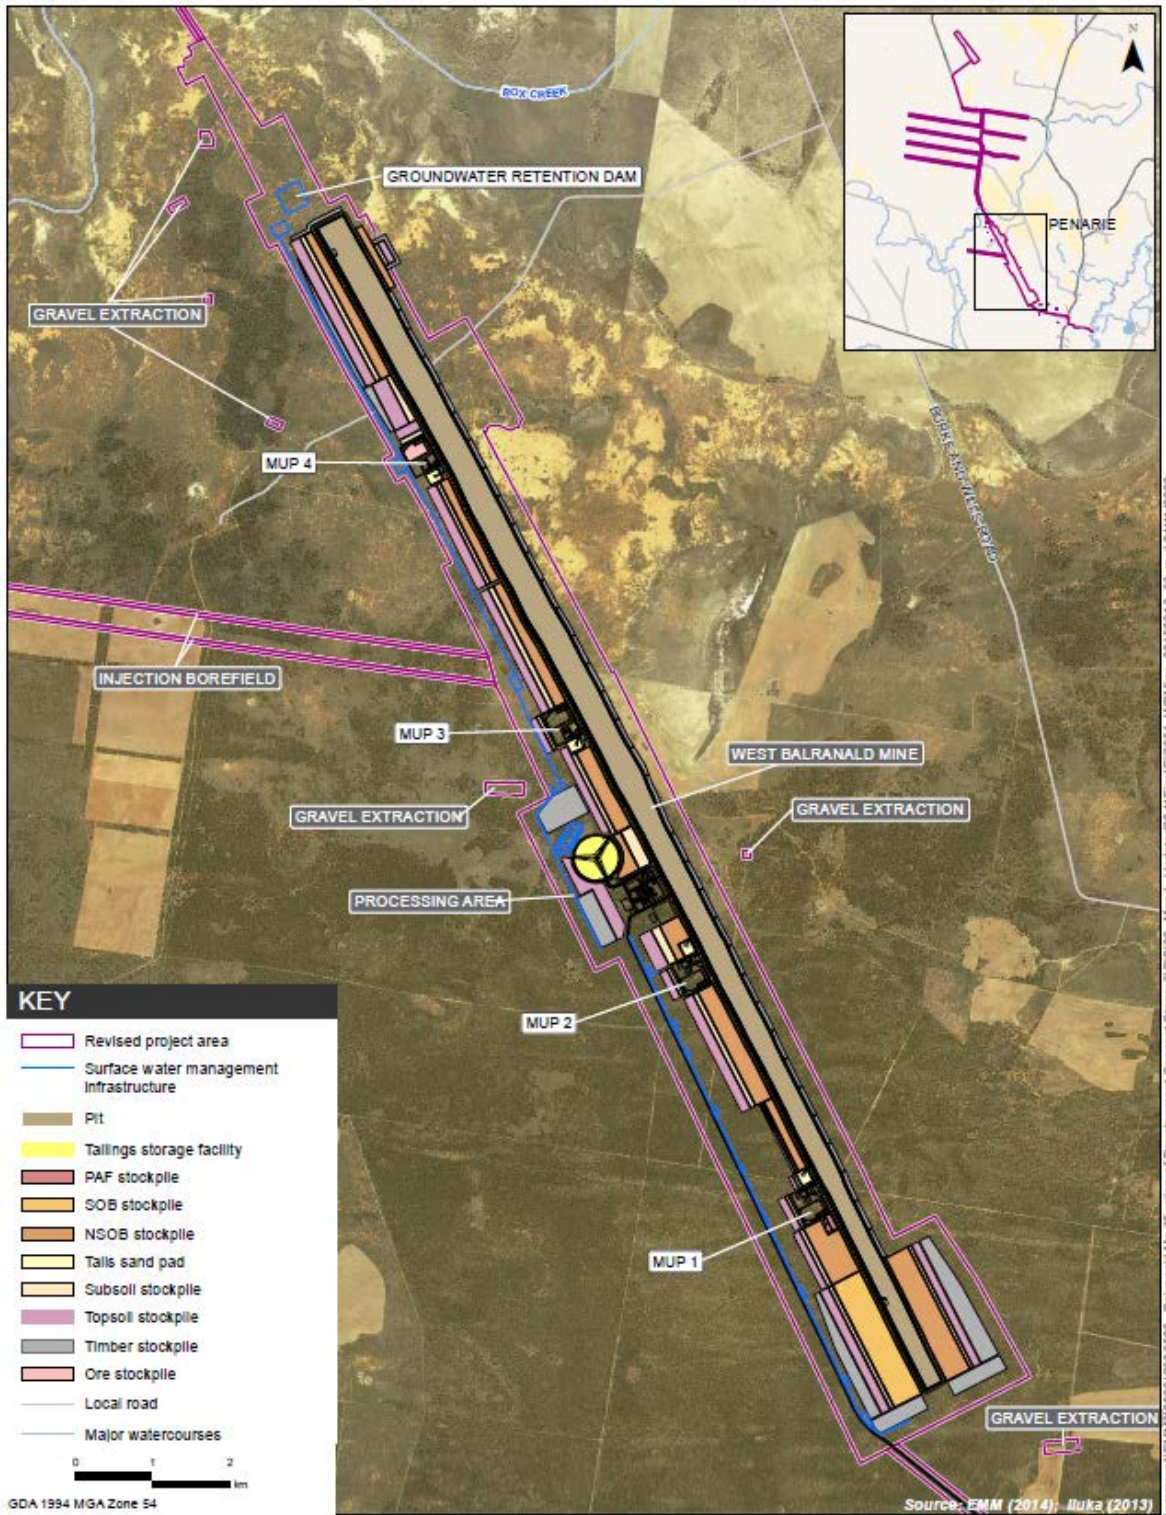 BOX CREEK
N
PENARIE
GROUNDWATER RETENTION DAM
GRAVEL EXTRACTION
MUP 4
BURKE AND WILLS ROAD
INJECTION BOREFIELD
MUP 3
WEST BALRANALD MINE
GRAVEL EXTRACTION
GRAVEL EXTRACTION
PROCESSING AREA
MUP 2
MUP 1
GRAVEL EXTRACTION
KEY
Revised project area
Surface water management
infrastructure
Pit
Tailings storage facility
PAF stockpile
SOB stockpile
NSOB stockpile
Tails sand pad
Subsoil stockpile
Topsoil stockpile
Timber stockpile
Ore stockpile
Local road
Major watercourses
0 1 2
km
GDA 1994 MGA Zone 54
Source: EMM (2014); Iluka (2013)